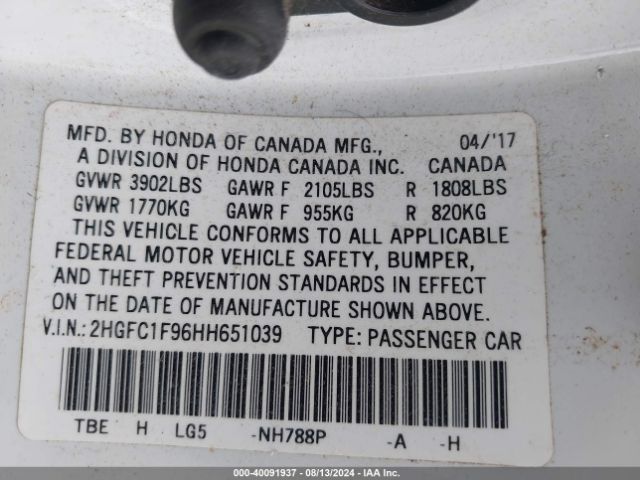 MFD. BY HONDA OF CANADA MFG., 04/'17
A DIVISION OF HONDA CANADA INC. CANADA
GVWR 3902LBS GAWR F 2105LBS R 1808LBS
GVWR 1770KG GAWR F 955KG R 820KG
THIS VEHICLE CONFORMS TO ALL APPLICABLE
FEDERAL MOTOR VEHICLE SAFETY, BUMPER,
AND THEFT PREVENTION STANDARDS IN EFFECT
ON THE DATE OF MANUFACTURE SHOWN ABOVE.
V.I.N.: 2HGFC1F96HH651039 TYPE: PASSENGER CAR
TBE H LG5 -NH788P -A -H
000-40091937 - 08/13/2024 - IAA Inc.